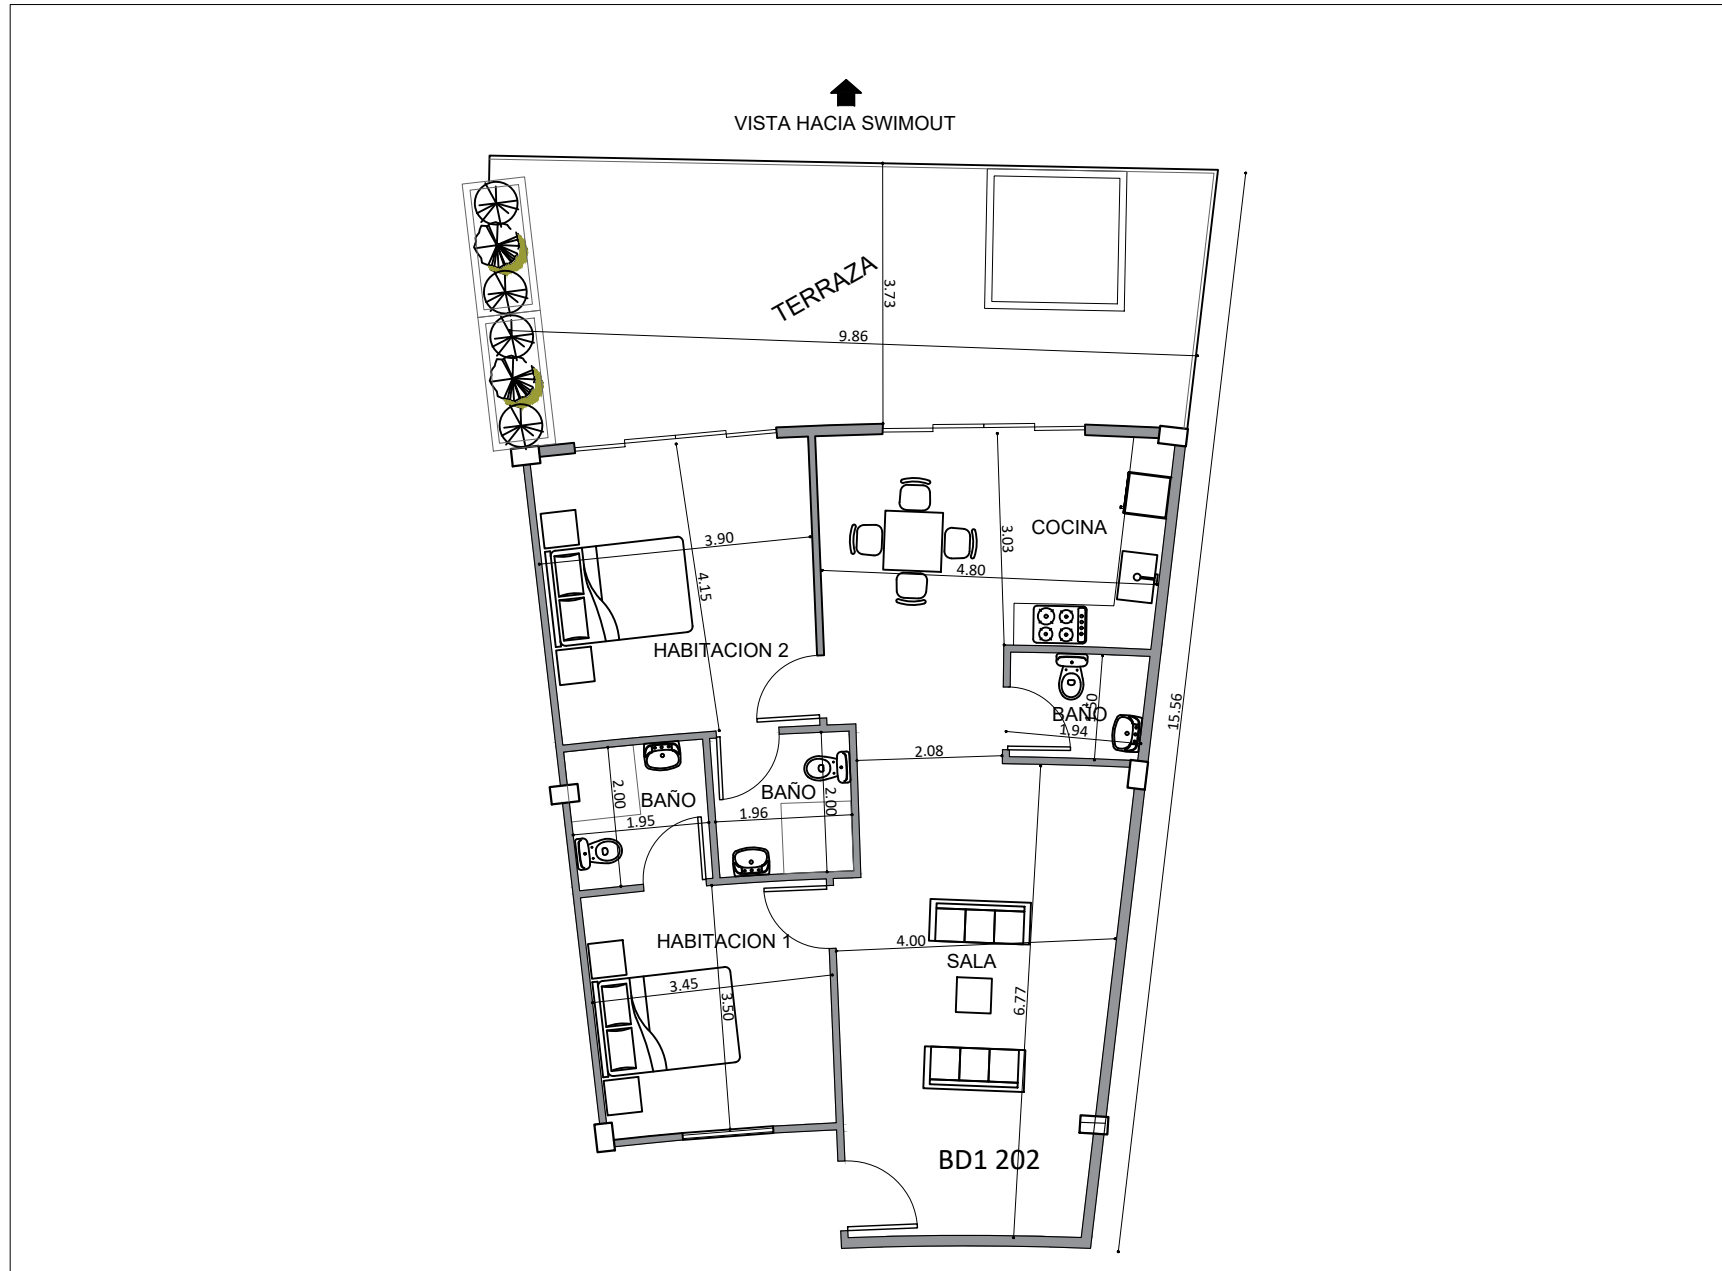 VISTA HACIA SWIMOUT
TERRAZA
3.73
9.86
COCINA
3.03
3.90
4.80
4.15
HABITACION 2
1.50
BAÑO
1.94
15.56
2.08
2.00
BAÑO
1.95
BAÑO
2.00
1.96
HABITACION 1
4.00
SALA
3.45
3.50
6.77
BD1 202